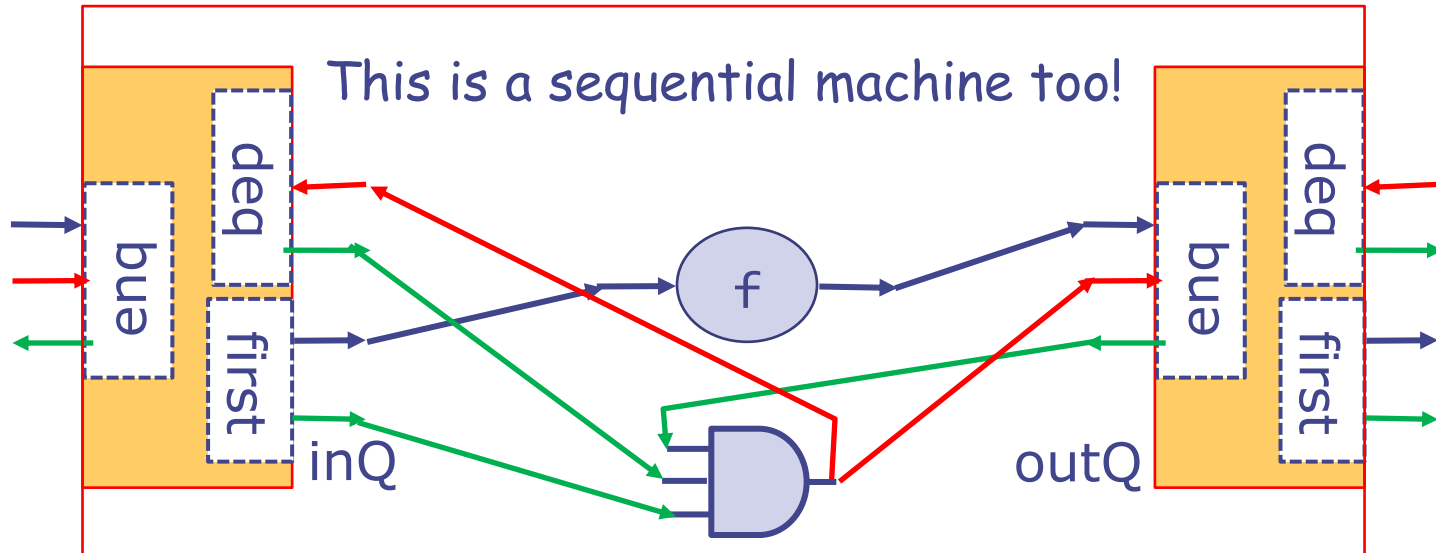 This is a sequential machine too!
enq
deq
first
inQ
f
enq
deq
first
outQ